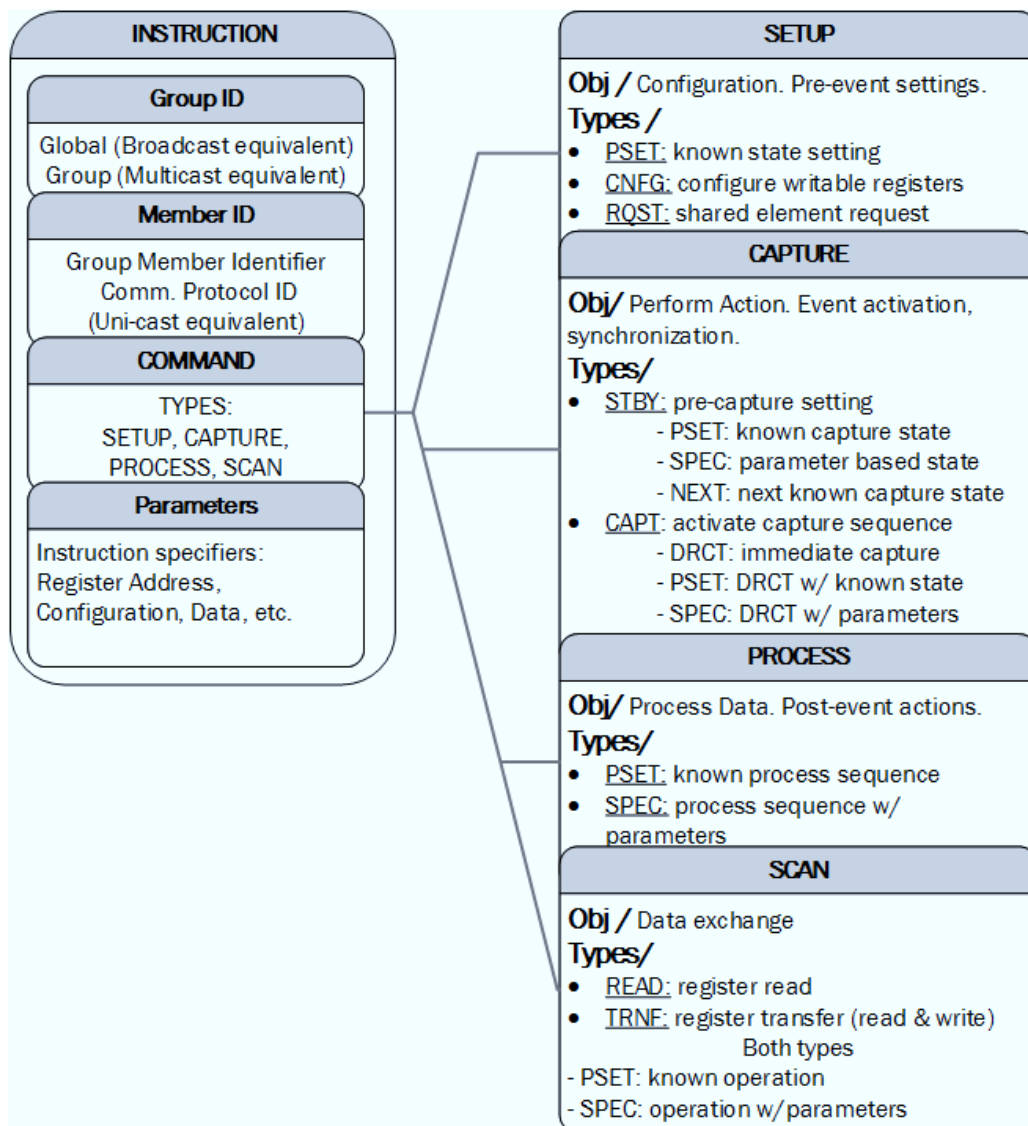 INSTRUCTION
Group ID
Global (Broadcast equivalent)
Group (Multicast equivalent)
Member ID
Group Member Identifier
Comm. Protocol ID
(Uni-cast equivalent)
COMMAND
TYPES:
SETUP, CAPTURE,
PROCESS, SCAN
Parameters
Instruction specifiers:
Register Address,
Configuration, Data, etc.
SETUP
Obj / Configuration. Pre-event settings.
Types /
• PSET: known state setting
• CNFG: configure writable registers
• RQST: shared element request
CAPTURE
Obj/ Perform Action. Event activation,
synchronization.
Types/
• STBY: pre-capture setting
- PSET: known capture state
- SPEC: parameter based state
- NEXT: next known capture state
• CAPT: activate capture sequence
- DRCT: immediate capture
- PSET: DRCT w/ known state
- SPEC: DRCT w/ parameters
PROCESS
Obj/ Process Data. Post-event actions.
Types/
• PSET: known process sequence
• SPEC: process sequence w/
parameters
SCAN
Obj / Data exchange
Types/
• READ: register read
• TRNF: register transfer (read & write)
Both types
- PSET: known operation
- SPEC: operation w/parameters